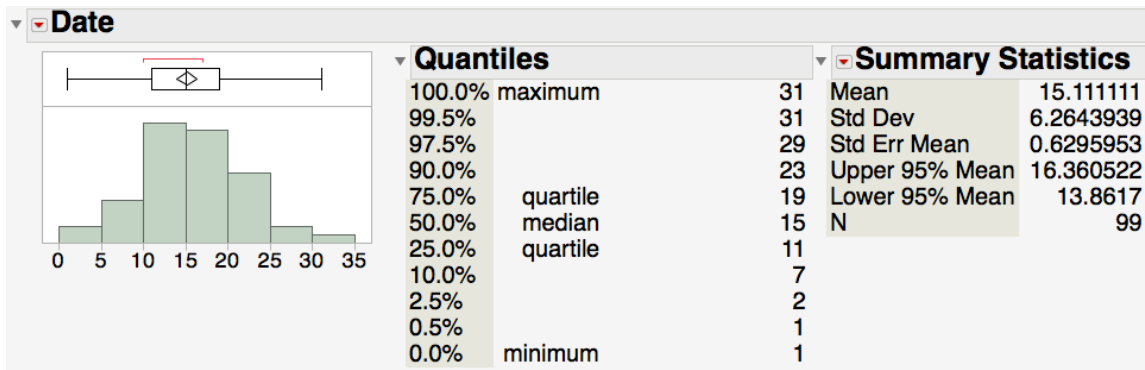 Date
0 5 10 15 20 25 30 35
Quantiles
100.0% maximum 31
99.5% 31
97.5% 29
90.0% 23
75.0% quartile 19
50.0% median 15
25.0% quartile 11
10.0% 7
2.5% 2
0.5% 1
0.0% minimum 1
Summary Statistics
Mean 15.111111
Std Dev 6.2643939
Std Err Mean 0.6295953
Upper 95% Mean 16.360522
Lower 95% Mean 13.8617
N 99